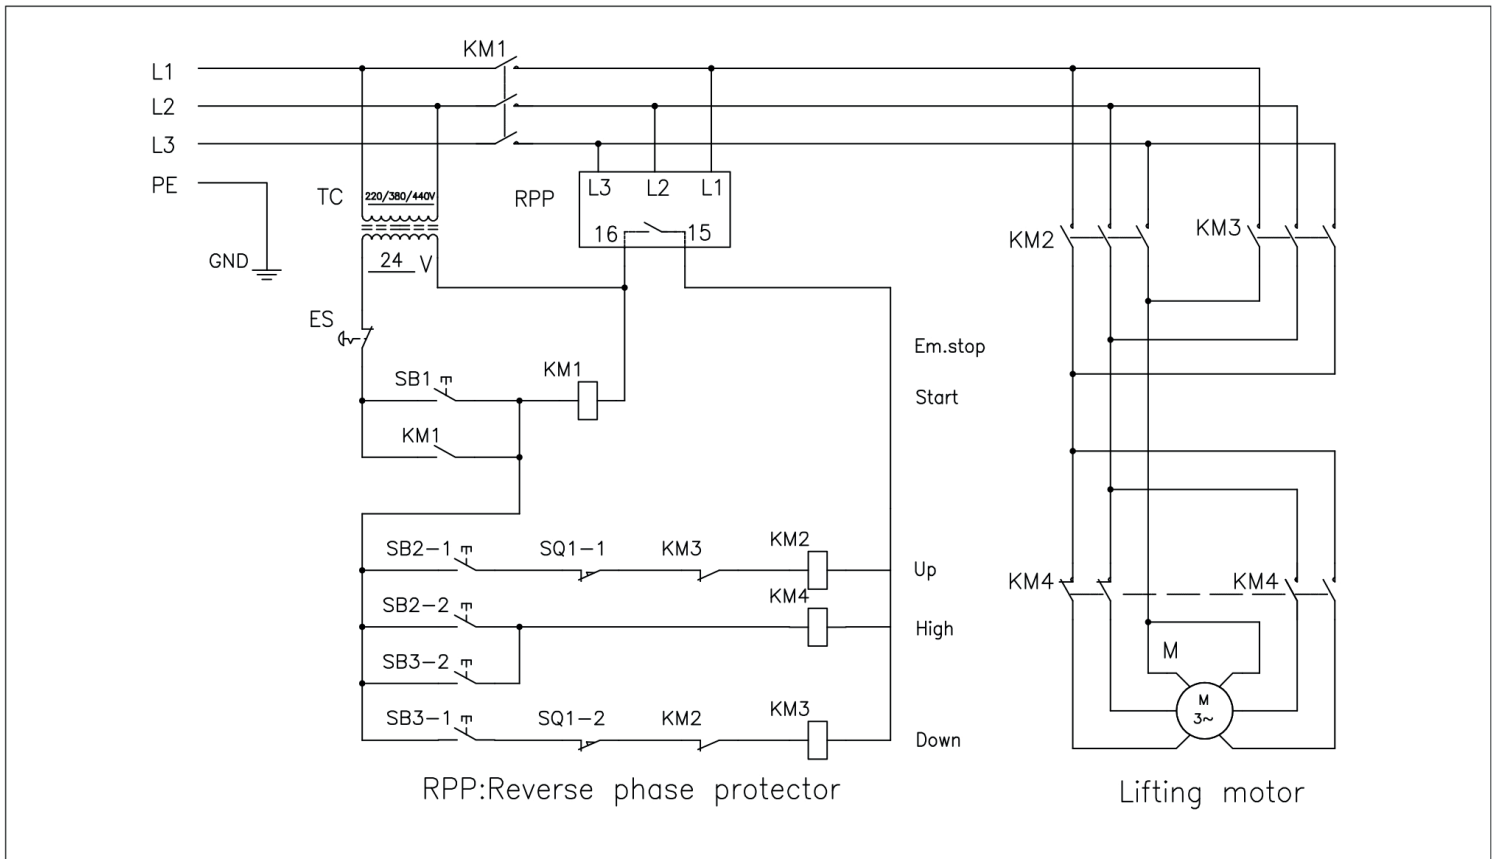 KM1
L1
L2
L3
PE
TC
220/380/440V
RPP
L3 L2 L1
16 15
GND
24 V
KM2
KM3
ES
Em.stop
SB1
KM1
Start
KM1
SB2-1
SQ1-1
KM3
KM2
Up
SB2-2
KM4
High
SB3-2
SB3-1
SQ1-2
KM2
KM3
Down
KM4
KM4
M
M
3~
RPP:Reverse phase protector
Lifting motor